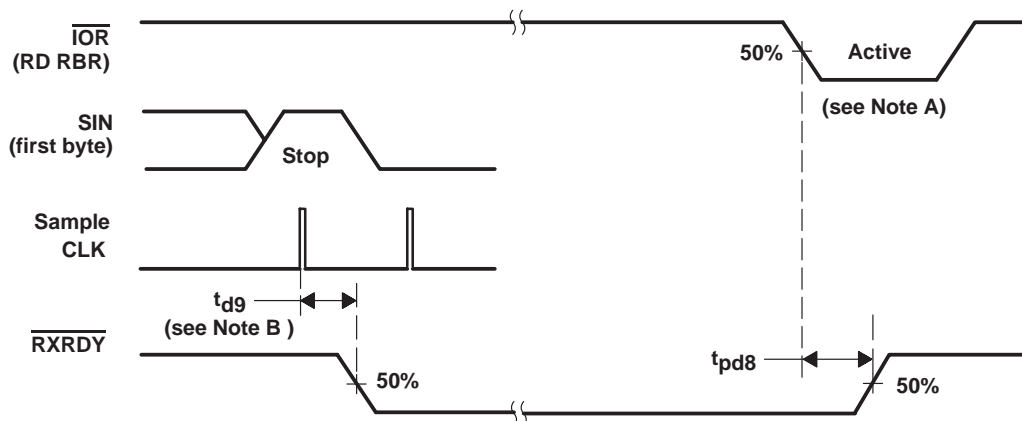 IOR
(RD RBR)
50%
Active
(see Note A)
SIN
(first byte)
Stop
Sample
CLK
td9
(see Note B )
RXRDY
50%
tpd8
50%